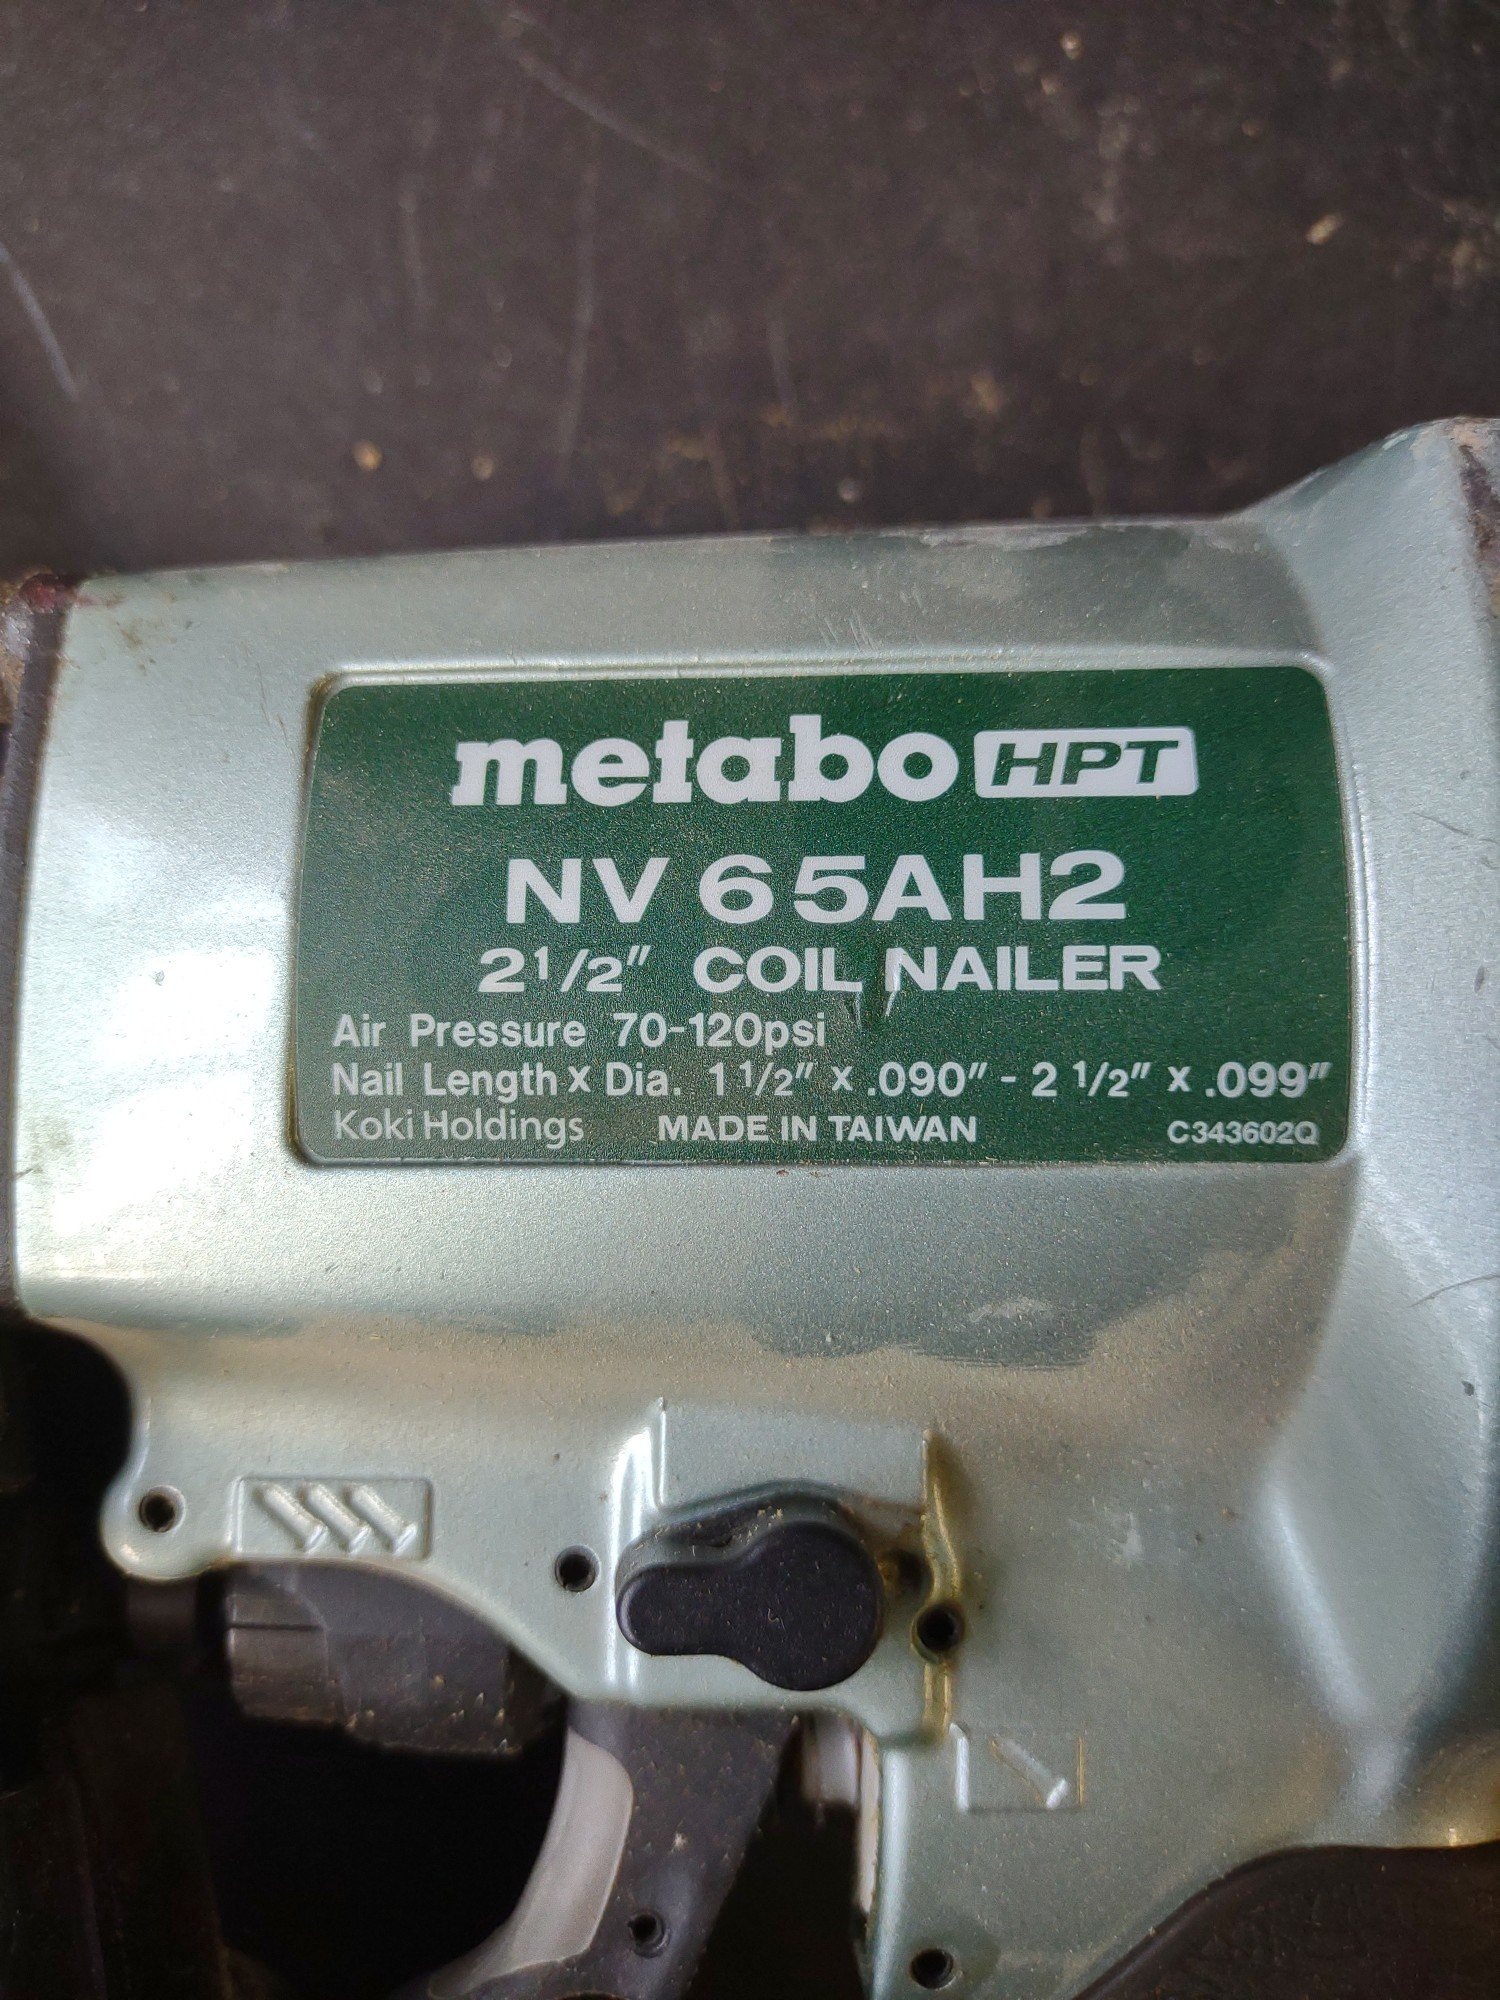 metabo HPT
NV 65AH2
2 1/2" COIL NAILER
Air Pressure 70-120psi
Nail Length x Dia. 1 1/2" x .090" - 2 1/2" x .099"
Koki Holdings MADE IN TAIWAN C343602Q